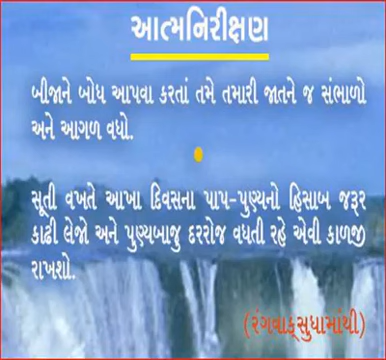 આત્મનિરીક્ષણ
બીજાને બોધ આપવા કરતાં તમે તમારી જાતને જ સંભાળો
અને આગળ વધો.
સૂતી વખતે આખા દિવસના પાપ-પુણ્યનો હિસાબ જરૂર
કાઢી લેજો અને પુણ્યબાજુ દરરોજ વધતી રહે એવી કાળજી
રાખશો.
(રંગવાક્સુધામાંથી)